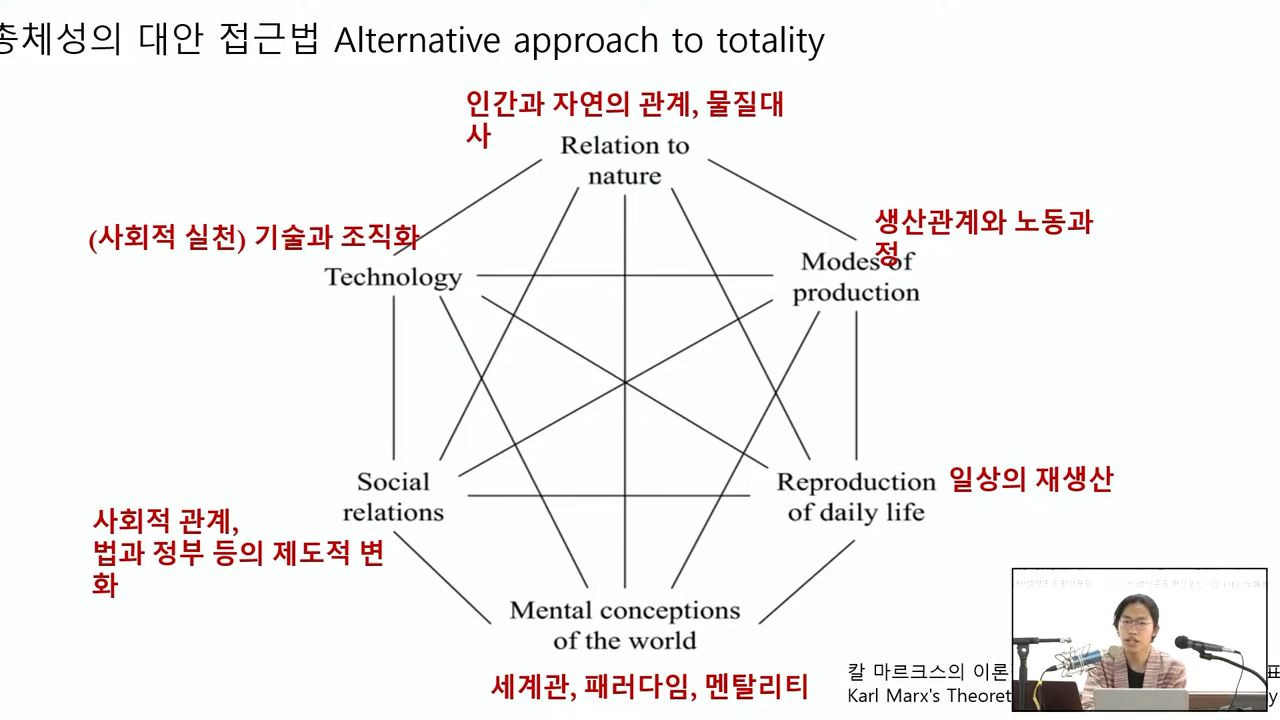 총체성의 대안 접근법 Alternative approach to totality
인간과 자연의 관계, 물질대
사
Relation to
nature
(사회적 실천) 기술과 조직화
Technology
생산관계와 노동과
정
Modes of
production
Social
relations
사회적 관계,
법과 정부 등의 제도적 변
화
Reproduction
of daily life
일상의 재생산
Mental conceptions
of the world
세계관, 패러다임, 멘탈리티
칼 마르크스의 이론
Karl Marx's Theoret